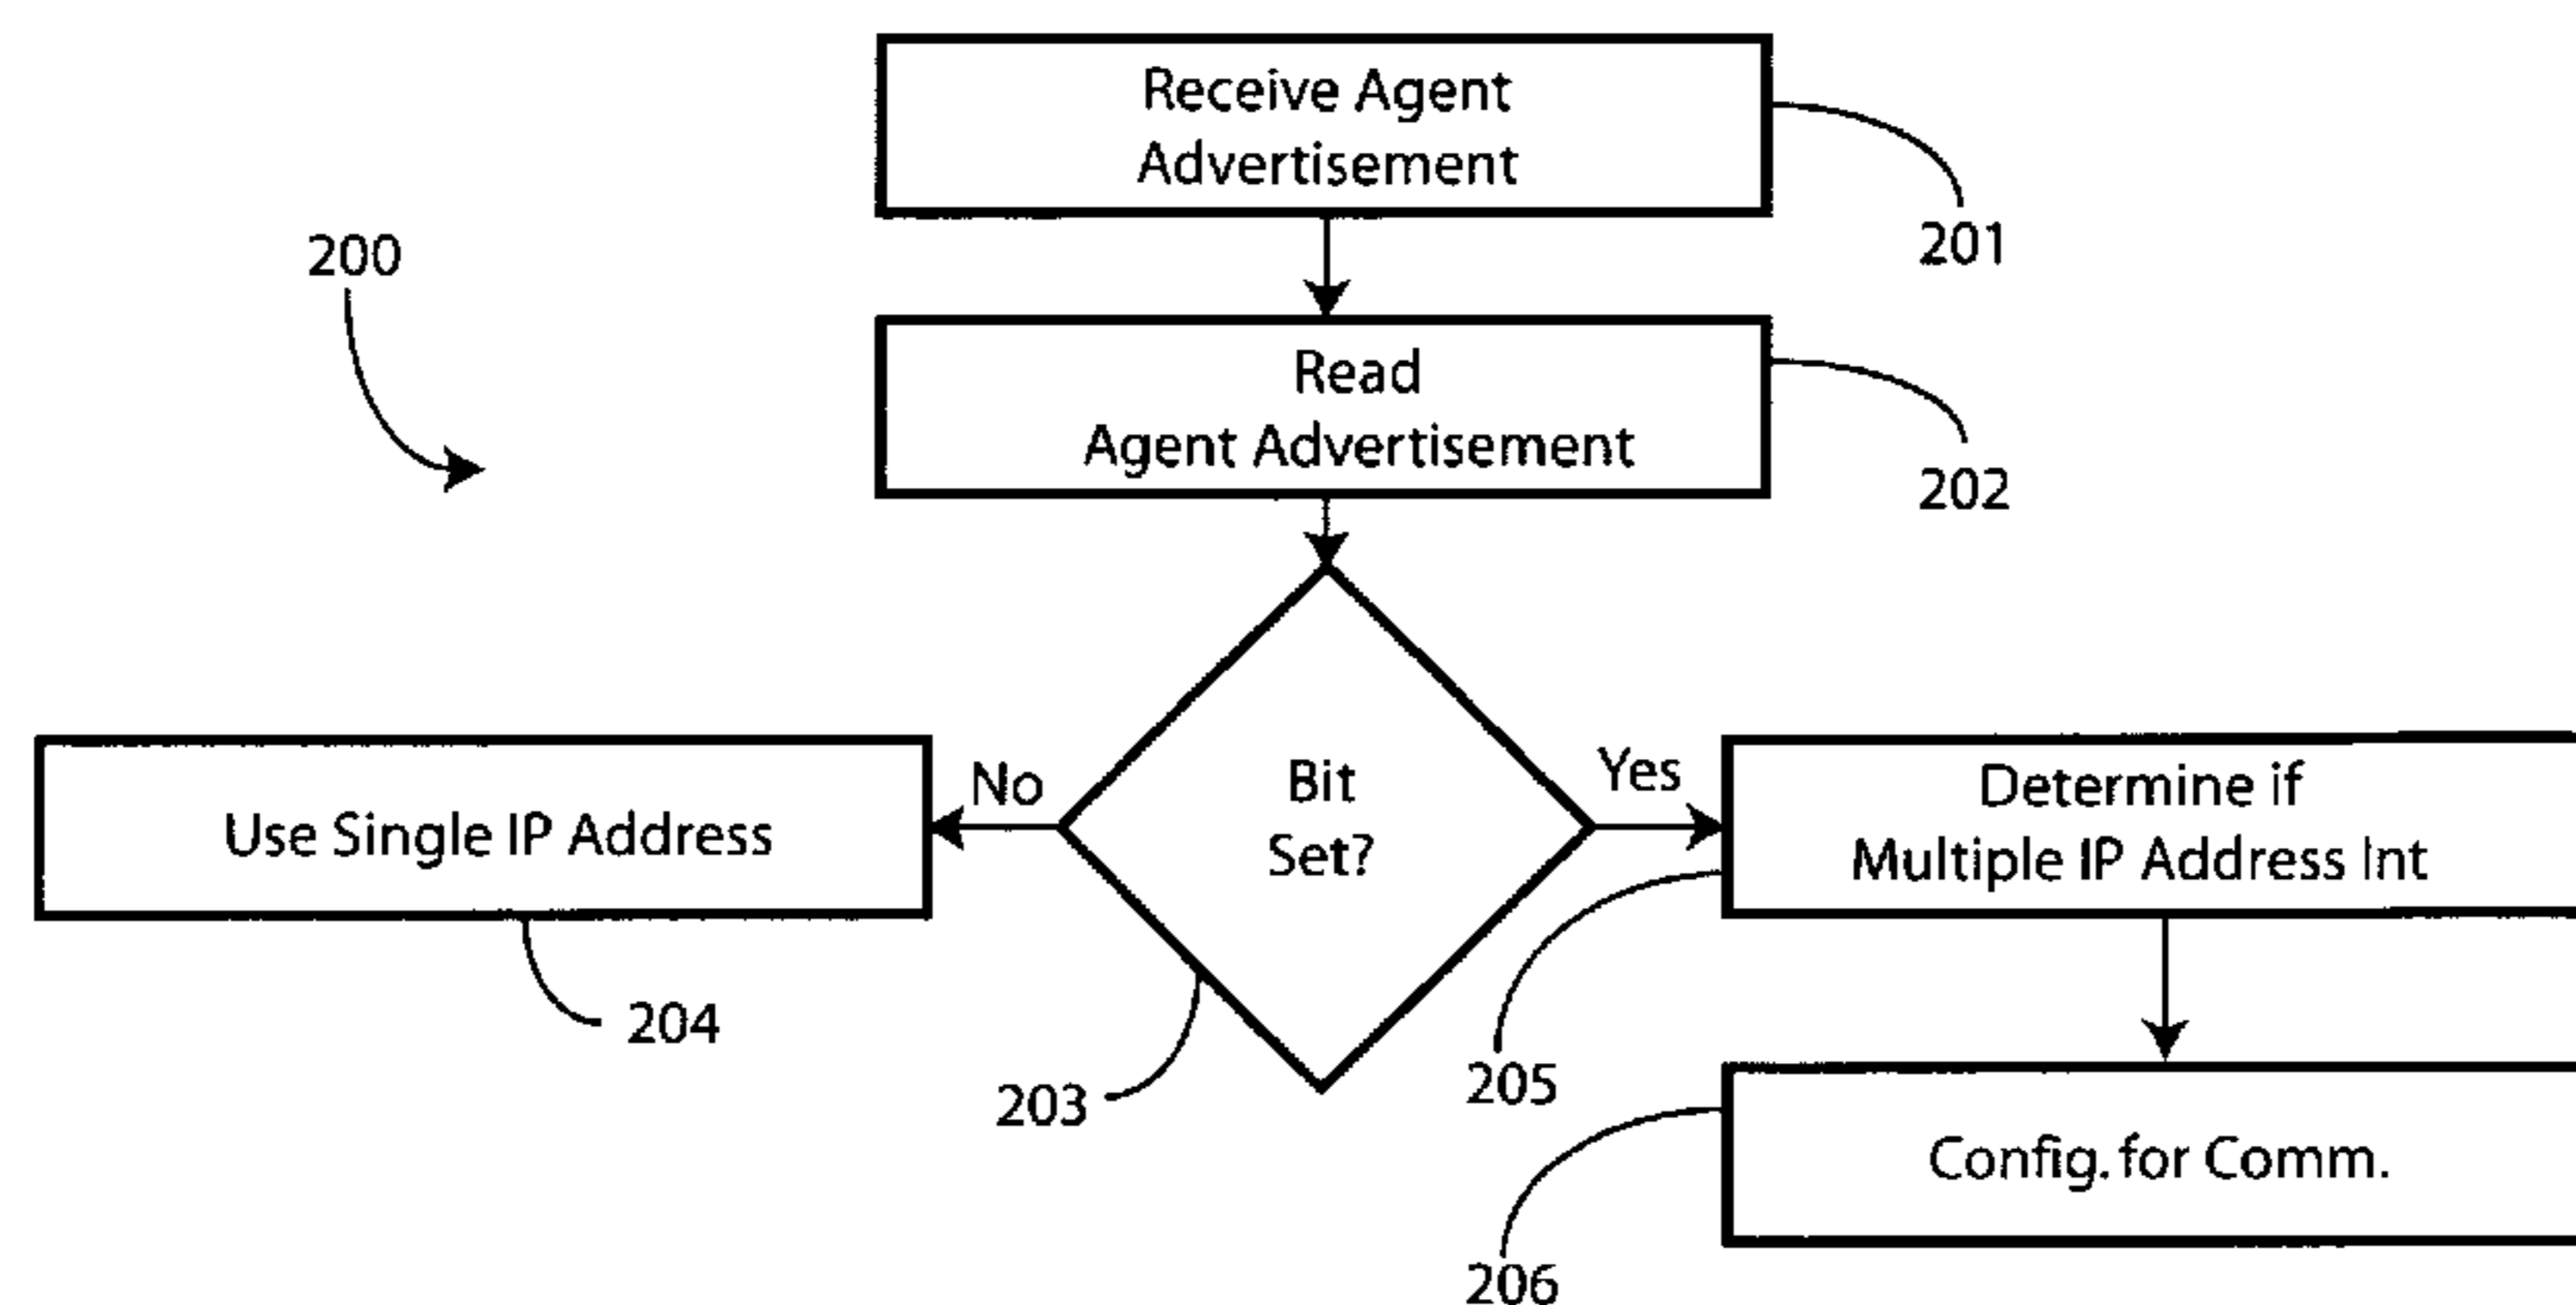 Receive Agent
Advertisement
201
200
Read
Agent Advertisement
202
Bit
Set?
No
Yes
Use Single IP Address
Determine if
Multiple IP Address Int
204
203
205
Config. for Comm.
206